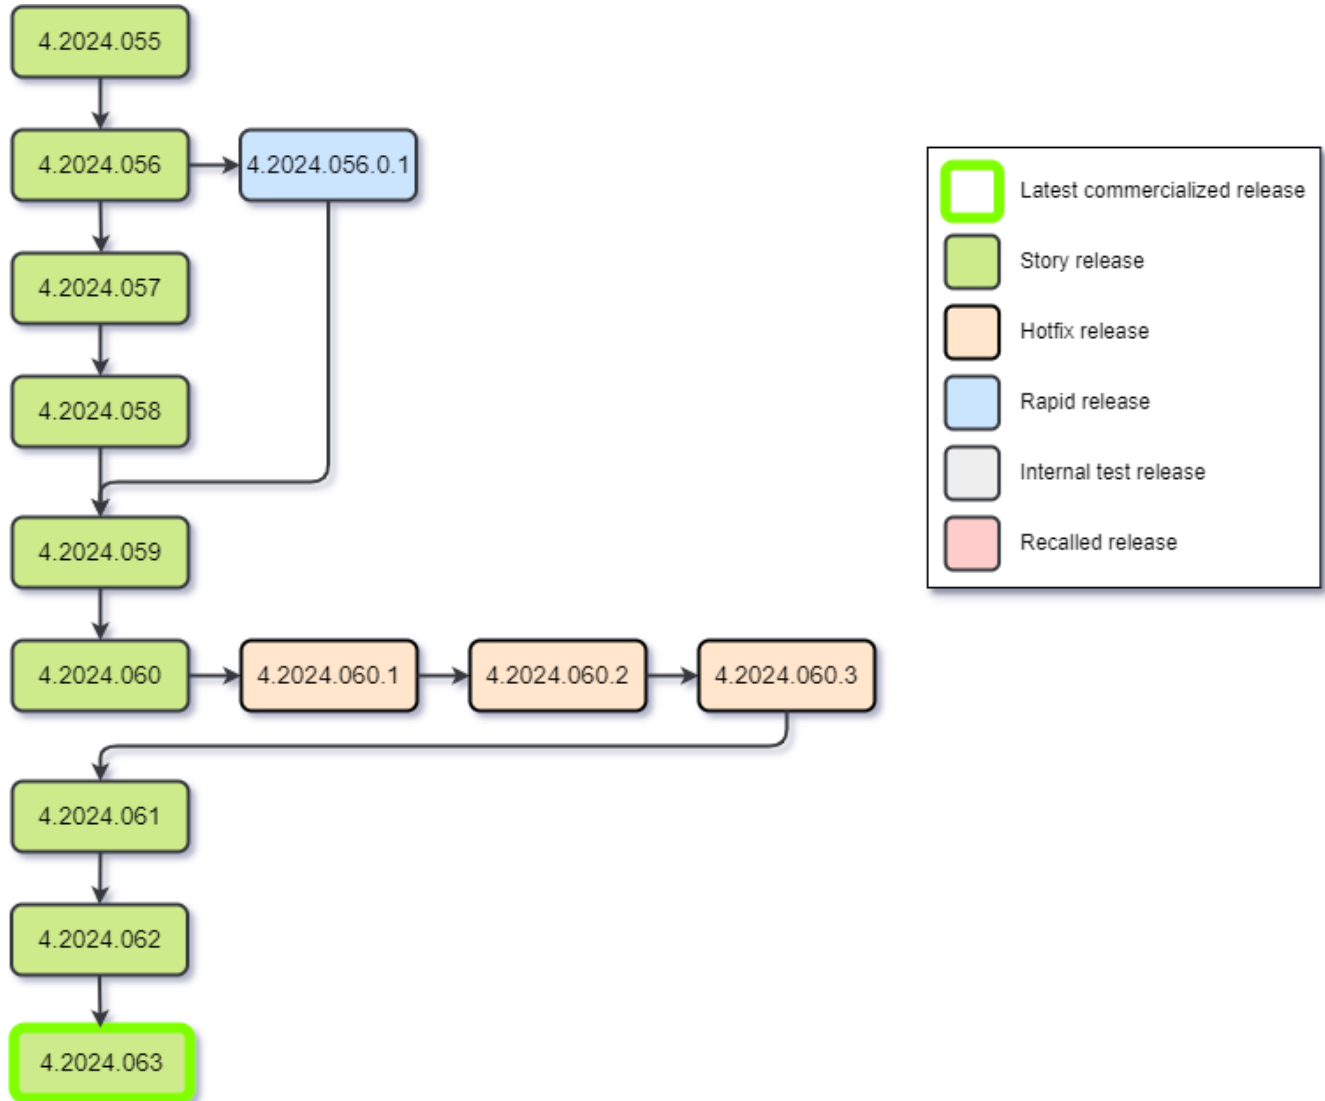 4.2024.055
4.2024.056
4.2024.056.0.1
4.2024.057
4.2024.058
4.2024.059
4.2024.060
4.2024.060.1
4.2024.060.2
4.2024.060.3
4.2024.061
4.2024.062
4.2024.063
Latest commercialized release
Story release
Hotfix release
Rapid release
Internal test release
Recalled release